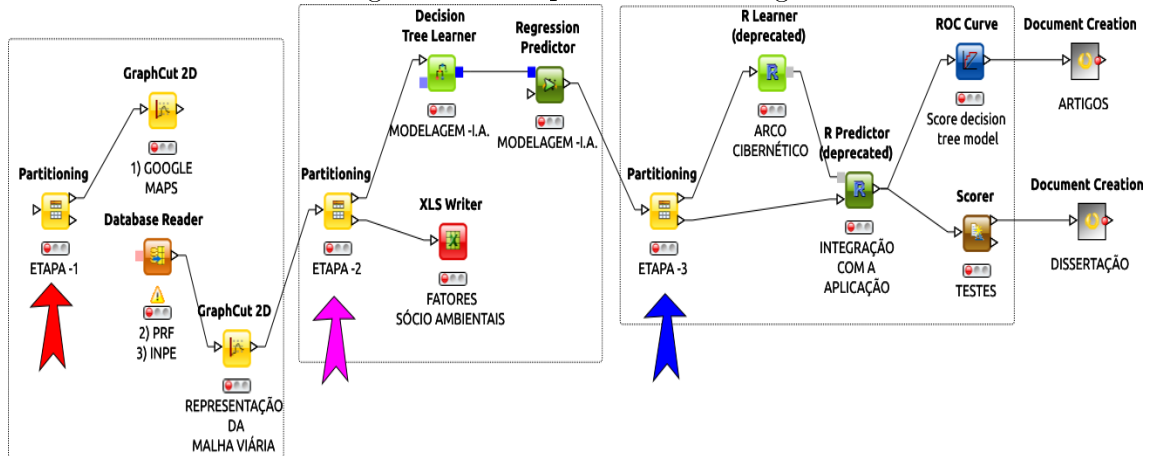 GraphCut 2D
1) GOOGLE
MAPS
Partitioning
ETAPA -1
Database Reader
2) PRF
3) INPE
GraphCut 2D
REPRESENTAÇÃO
DA
MALHA VIÁRIA
Decision
Tree Learner
MODELAGEM -I.A.
Regression
Predictor
MODELAGEM -I.A.
Partitioning
ETAPA -2
XLS Writer
FATORES
SÓCIO AMBIENTAIS
R Learner
(deprecated)
R
ARCO
CIBERNÉTICO
Partitioning
ETAPA -3
R Predictor
(deprecated)
R
INTEGRAÇÃO
COM A
APLICAÇÃO
ROC Curve
Score decision
tree model
Scorer
TESTES
Document Creation
ARTIGOS
Document Creation
DISSERTAÇÃO